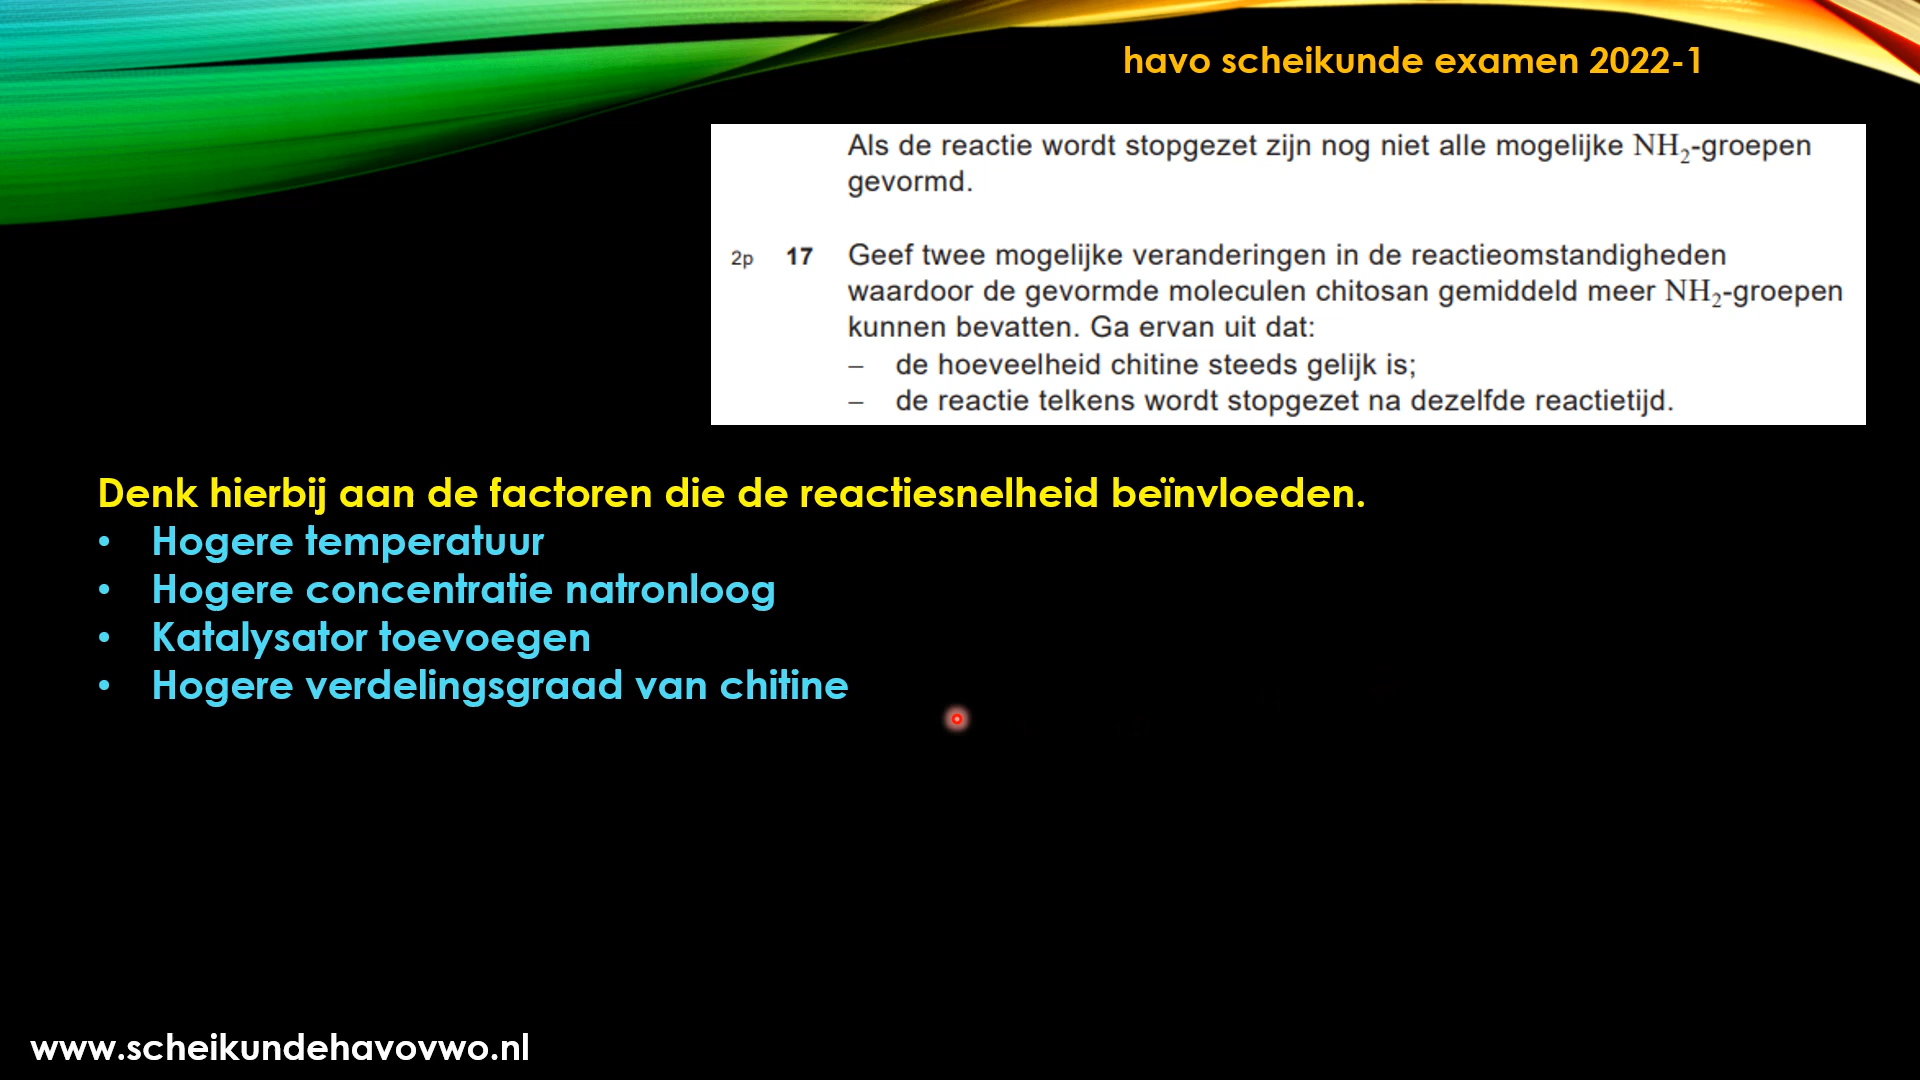 havo scheikunde examen 2022-1
Als de reactie wordt stopgezet zijn nog niet alle mogelijke NH₂-groepen
gevormd.
2p 17 Geef twee mogelijke veranderingen in de reactieomstandigheden
waardoor de gevormde moleculen chitosan gemiddeld meer NH₂-groepen
kunnen bevatten. Ga ervan uit dat:
– de hoeveelheid chitine steeds gelijk is;
– de reactie telkens wordt stopgezet na dezelfde reactietijd.
Denk hierbij aan de factoren die de reactiesnelheid beïnvloeden.
• Hogere temperatuur
• Hogere concentratie natronloog
• Katalysator toevoegen
• Hogere verdelingsgraad van chitine
www.scheikundehavovwo.nl